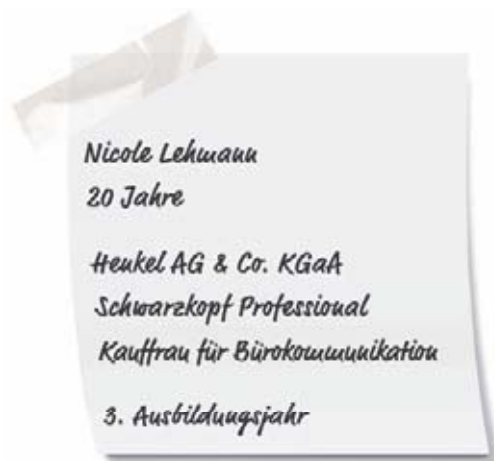 Nicole Lehmann
20 Jahre
Henkel AG & Co. KGaA
Schwarzkopf Professional
Kauffrau für Bürokommunikation
3. Ausbildungsjahr